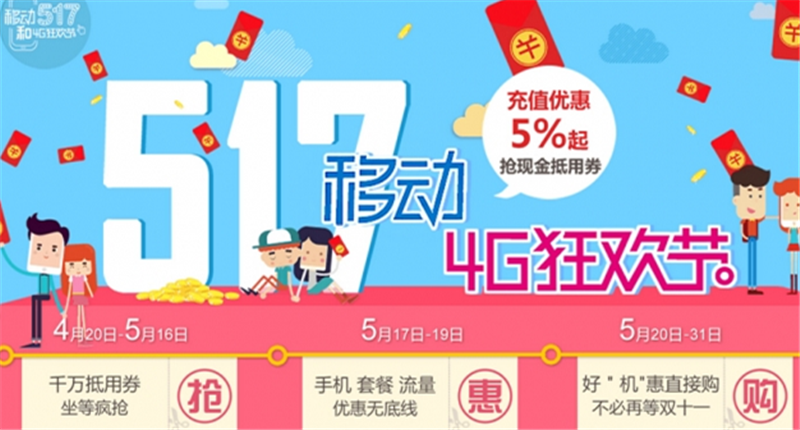 移动517
和4G狂欢节
517
移动
4G狂欢节
充值优惠
5%起
抢现金抵用券
4月20日-5月16日
5月17日-19日
5月20日-31日
千万抵用券
坐等疯抢
抢
手机 套餐 流量
优惠无底线
惠
好＂机"惠直接购
不必再等双十一
购